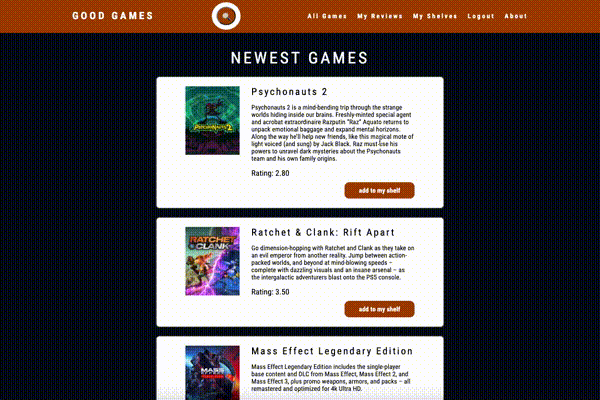 GOOD GAMES
All Games My Reviews My Shelves Logout About
NEWEST GAMES
PSYCHONAUTS 2
Psychonauts 2
Psychonauts 2 is a mind-bending trip through the strange
worlds hiding inside our brains. Freshly-minted special agent
and acrobat extraordinaire Razputin "Raz" Aquato returns to
unpack emotional baggage and expand mental horizons.
Along the way he'll help new friends, like this magical mote of
light voiced (and sung) by Jack Black. Raz must use his
powers to unravel dark mysteries about the Psychonauts
team and his own family origins.
Rating: 2.80
add to my shelf
RATCHET
CLANK
Ratchet & Clank: Rift Apart
Go dimension-hopping with Ratchet and Clank as they take on
an evil emperor from another reality. Jump between action-
packed worlds, and beyond at mind-blowing speeds –
complete with dazzling visuals and an insane arsenal – as
the intergalactic adventurers blast onto the PS5 console.
Rating: 3.50
add to my shelf
MASS
Mass Effect Legendary Edition
Mass Effect Legendary Edition includes the single-player
base content and DLC from Mass Effect, Mass Effect 2, and
Mass Effect 3, plus promo weapons, armors, and packs – all
remastered and optimized for 4k Ultra HD.